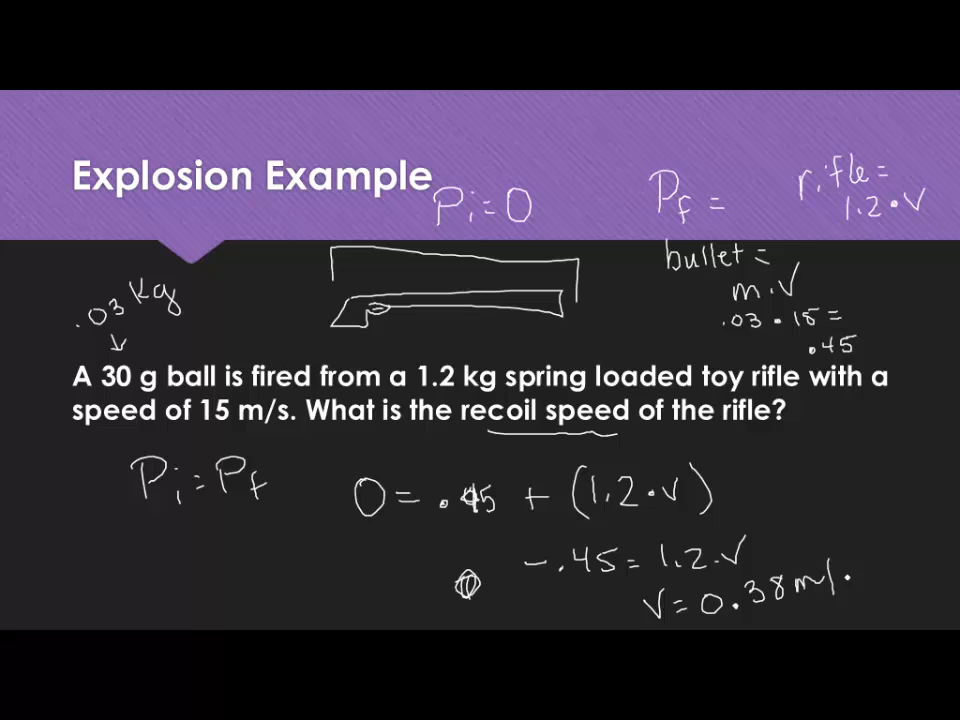 Explosion Example
Pi = 0
Pf =
rifle =
1.2 • V
bullet =
m . V
.03 • 15 =
.45
.03 kg
A 30 g ball is fired from a 1.2 kg spring loaded toy rifle with a
speed of 15 m/s. What is the recoil speed of the rifle?
Pi = Pf
0 = .45 + (1.2 • v)
- .45 = 1.2 . V
V = 0.38 m/